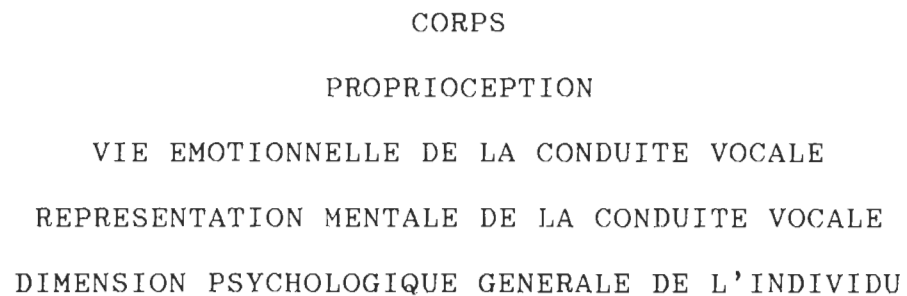 CORPS
PROPRIOCEPTION
VIE EMOTIONNELLE DE LA CONDUITE VOCALE
REPRESENTATION MENTALE DE LA CONDUITE VOCALE
DIMENSION PSYCHOLOGIQUE GENERALE DE L'INDIVIDU